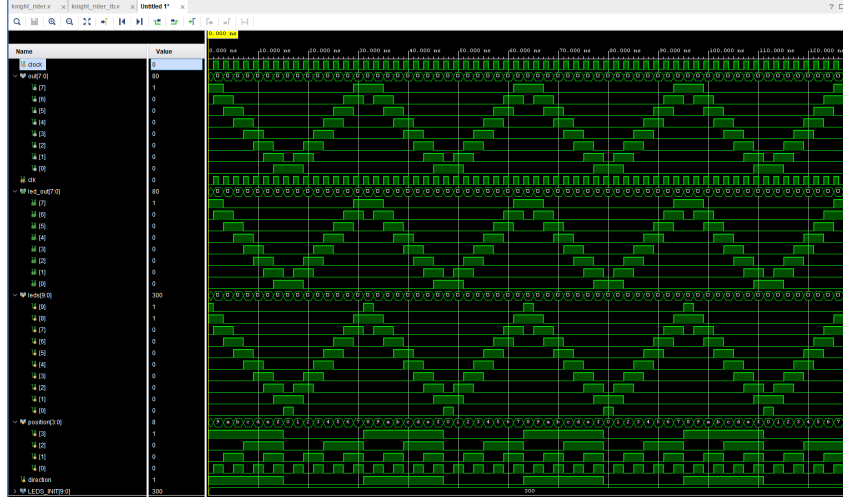 knight_rider.v × knight_rider_tb.v × Untitled 1* ×
0.000 ns
Name Value
0.000 ns 10.000 ns 20.000 ns 30.000 ns 40.000 ns 50.000 ns 60.000 ns 70.000 ns 80.000 ns 90.000 ns 100.000 ns 110.000 ns 120.000 ns
clock 0
out[7:0] 80
[7] 1
[6] 0
[5] 0
[4] 0
[3] 0
[2] 0
[1] 0
[0] 0
clk 0
led_out[7:0] 80
[7] 1
[6] 0
[5] 0
[4] 0
[3] 0
[2] 0
[1] 0
[0] 0
leds[9:0] 300
[9] 1
[8] 1
[7] 0
[6] 0
[5] 0
[4] 0
[3] 0
[2] 0
[1] 0
[0] 0
position[3:0] 8
[3] 1
[2] 0
[1] 0
[0] 0
direction 1
LEDS_INIT[9:0] 300 300